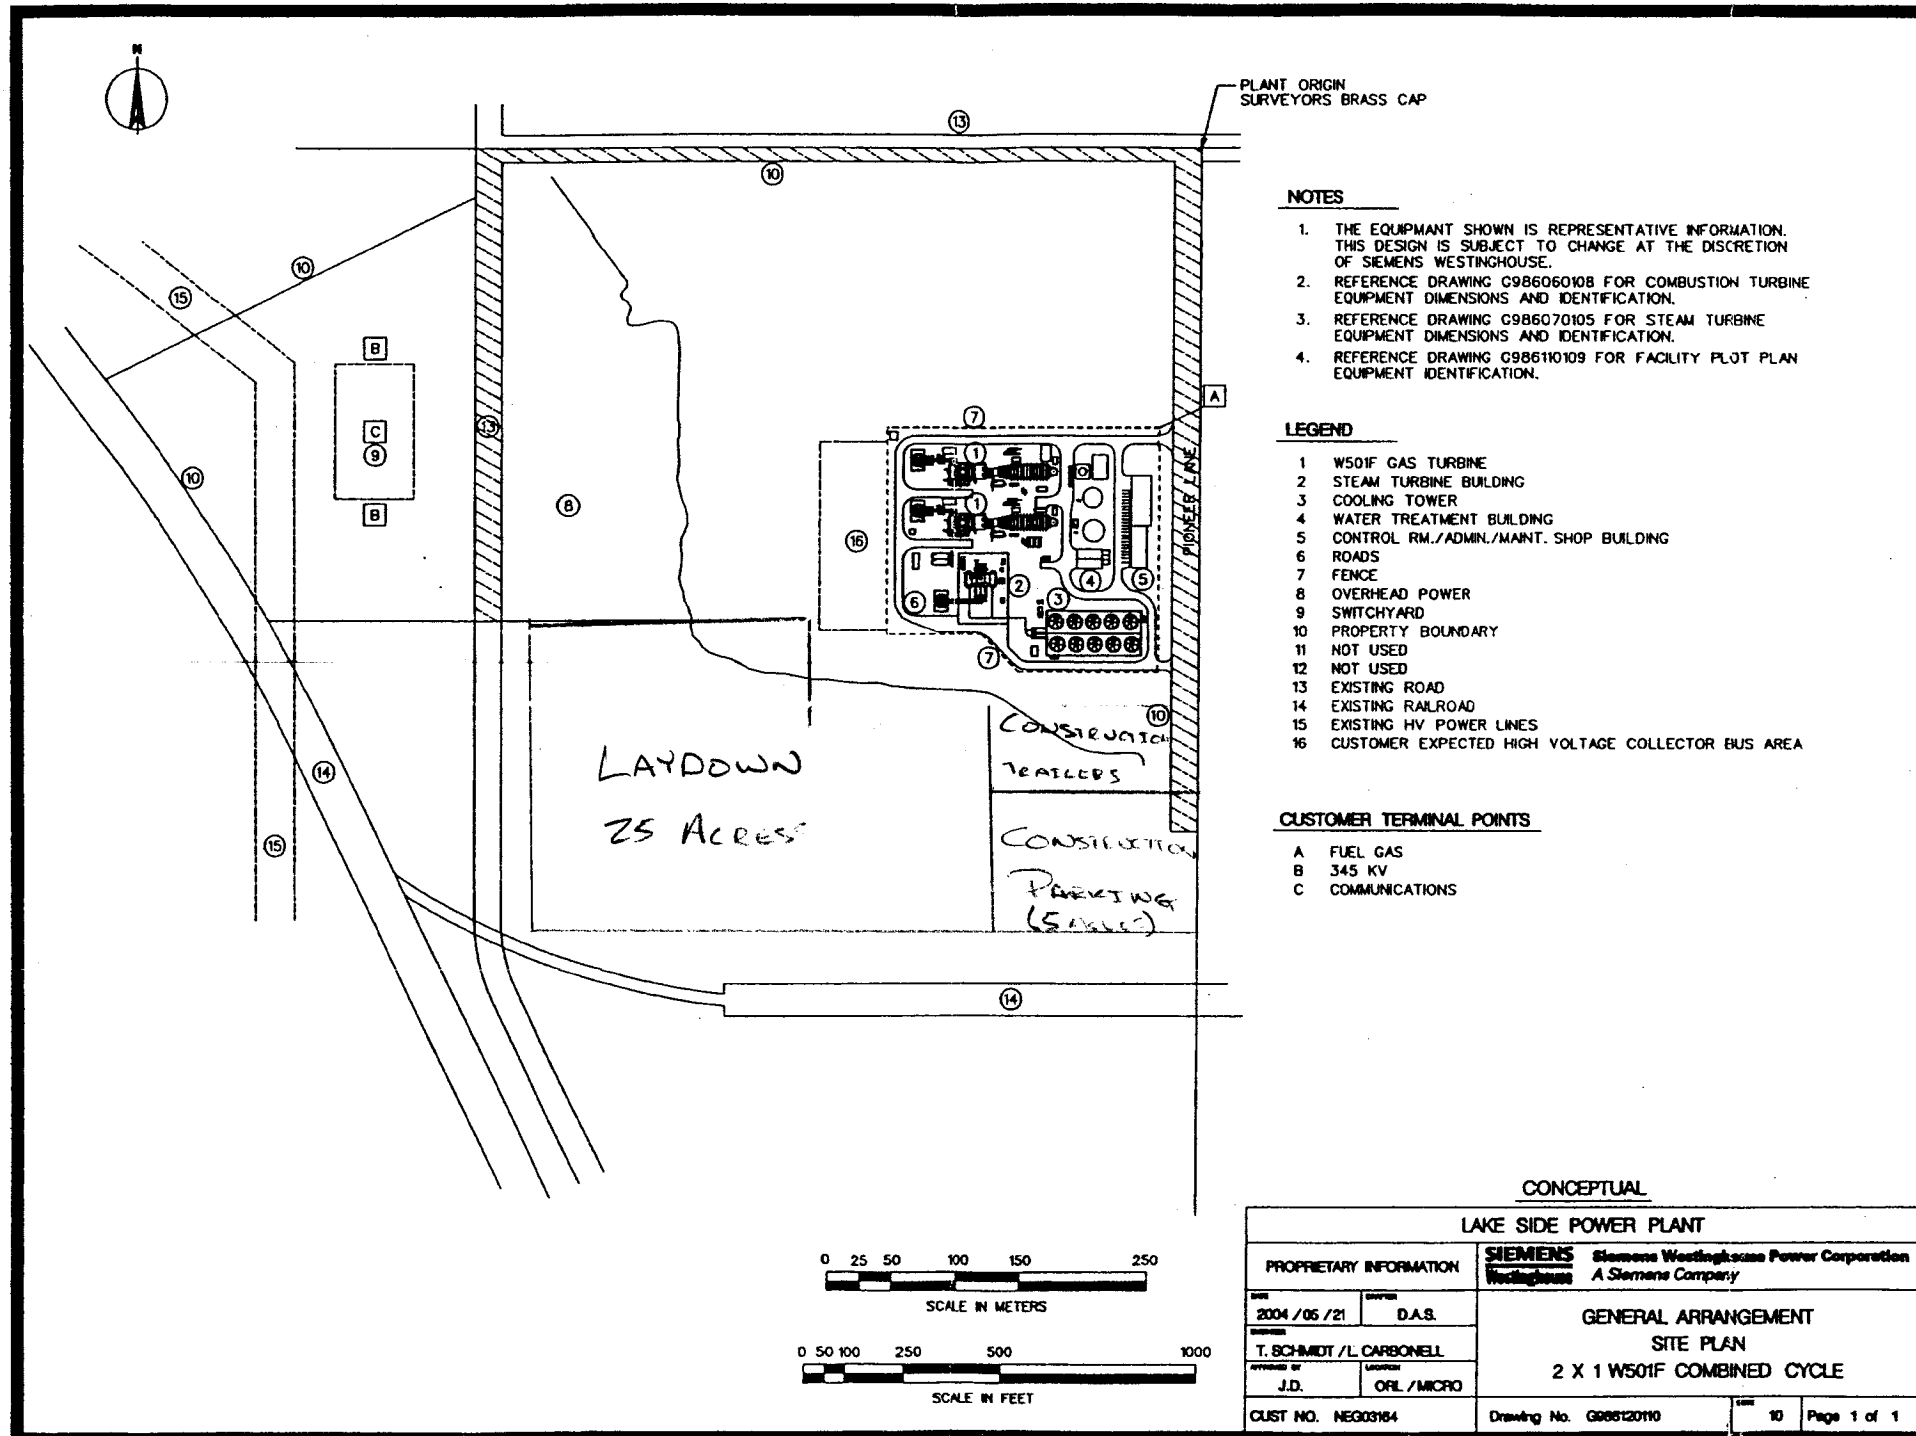 N
PLANT ORIGIN
SURVEYORS BRASS CAP
13
10
10
15
B
C
9
B
13
10
8
A
7
1
1
16
PIONEER LANE
2
4
5
6
3
7
10
CONSTRUCTION
TRAILERS
LAYDOWN
25 ACRES
CONSTRUCTION
PARKING
(5
14
15
14
NOTES
1. THE EQUIPMANT SHOWN IS REPRESENTATIVE INFORMATION.
THIS DESIGN IS SUBJECT TO CHANGE AT THE DISCRETION
OF SIEMENS WESTINGHOUSE.
2. REFERENCE DRAWING G986060108 FOR COMBUSTION TURBINE
EQUIPMENT DIMENSIONS AND IDENTIFICATION.
3. REFERENCE DRAWING G986070105 FOR STEAM TURBINE
EQUIPMENT DIMENSIONS AND IDENTIFICATION.
4. REFERENCE DRAWING G986110109 FOR FACILITY PLOT PLAN
EQUIPMENT IDENTIFICATION.
LEGEND
1 W501F GAS TURBINE
2 STEAM TURBINE BUILDING
3 COOLING TOWER
4 WATER TREATMENT BUILDING
5 CONTROL RM./ADMIN./MAINT. SHOP BUILDING
6 ROADS
7 FENCE
8 OVERHEAD POWER
9 SWITCHYARD
10 PROPERTY BOUNDARY
11 NOT USED
12 NOT USED
13 EXISTING ROAD
14 EXISTING RAILROAD
15 EXISTING HV POWER LINES
16 CUSTOMER EXPECTED HIGH VOLTAGE COLLECTOR BUS AREA
CUSTOMER TERMINAL POINTS
A FUEL GAS
B 345 KV
C COMMUNICATIONS
0 25 50 100 150 250
SCALE IN METERS
0 50 100 250 500 1000
SCALE IN FEET
CONCEPTUAL
LAKE SIDE POWER PLANT
PROPRIETARY INFORMATION
SIEMENS
Westinghouse
Siemens Westinghouse Power Corporation
A Siemens Company
2004/05/21
D.A.S.
T. SCHMIDT / L. CARBONELL
APPROVED BY
J.D.
LOCATION
ORL/MICRO
GENERAL ARRANGEMENT
SITE PLAN
2 X 1 W501F COMBINED CYCLE
CUST NO. NEG03164
Drawing No. G986120110
10
Page 1 of 1